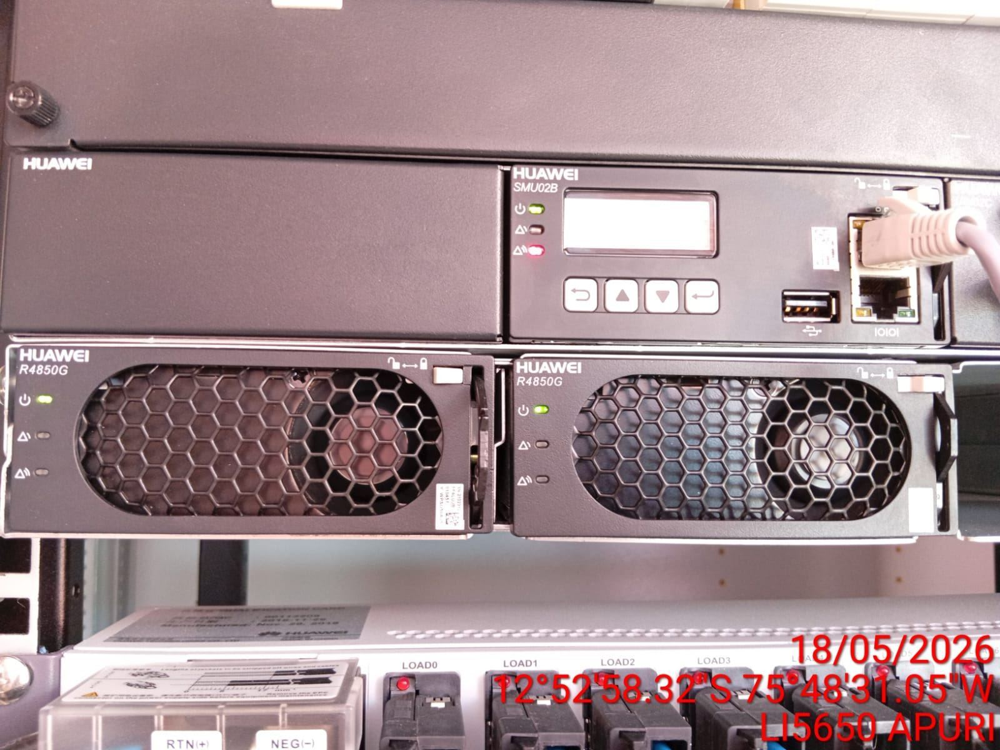 HUAWEI
HUAWEI
SMU02B
IOIOI
HUAWEI
R4850G
HUAWEI
R4850G
HUAWEI
LOAD0
LOAD1
LOAD2
LOAD3
RTN(+)
NEG(−)
18/05/2026
12°52'58.32"S 75°48'31.05"W
LI5650 APURI